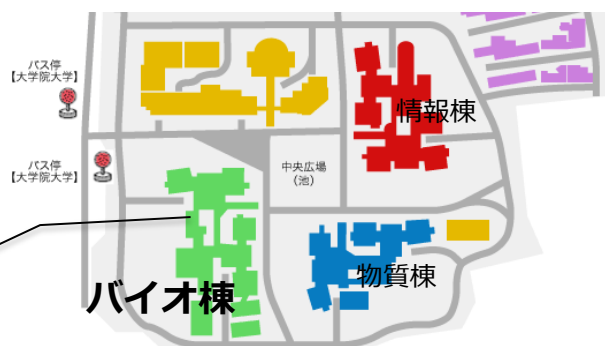 バス停
【大学院大学】
情報棟
バス停
【大学院大学】
中央広場
(池)
物質棟
バイオ棟